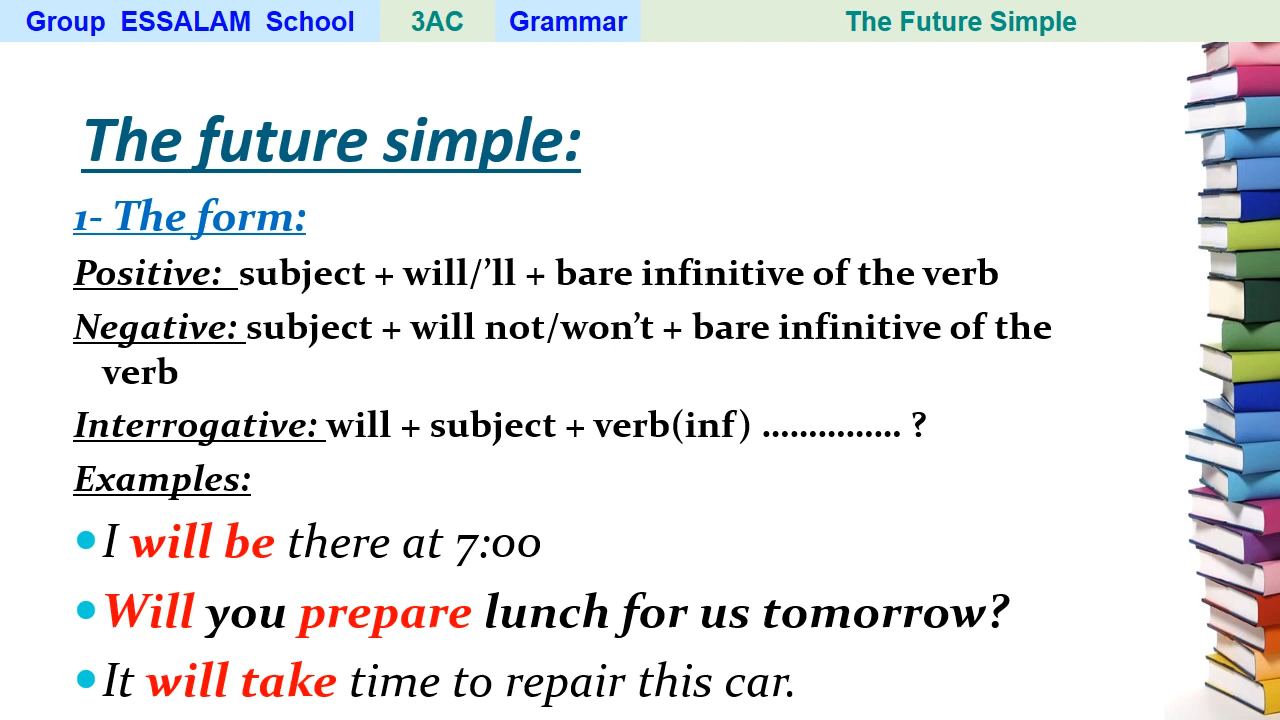 Group ESSALAM School 3AC Grammar The Future Simple
The future simple:
1- The form:
Positive: subject + will/’ll + bare infinitive of the verb
Negative: subject + will not/won’t + bare infinitive of the
verb
Interrogative: will + subject + verb(inf) …………… ?
Examples:
•I will be there at 7:00
•Will you prepare lunch for us tomorrow?
•It will take time to repair this car.